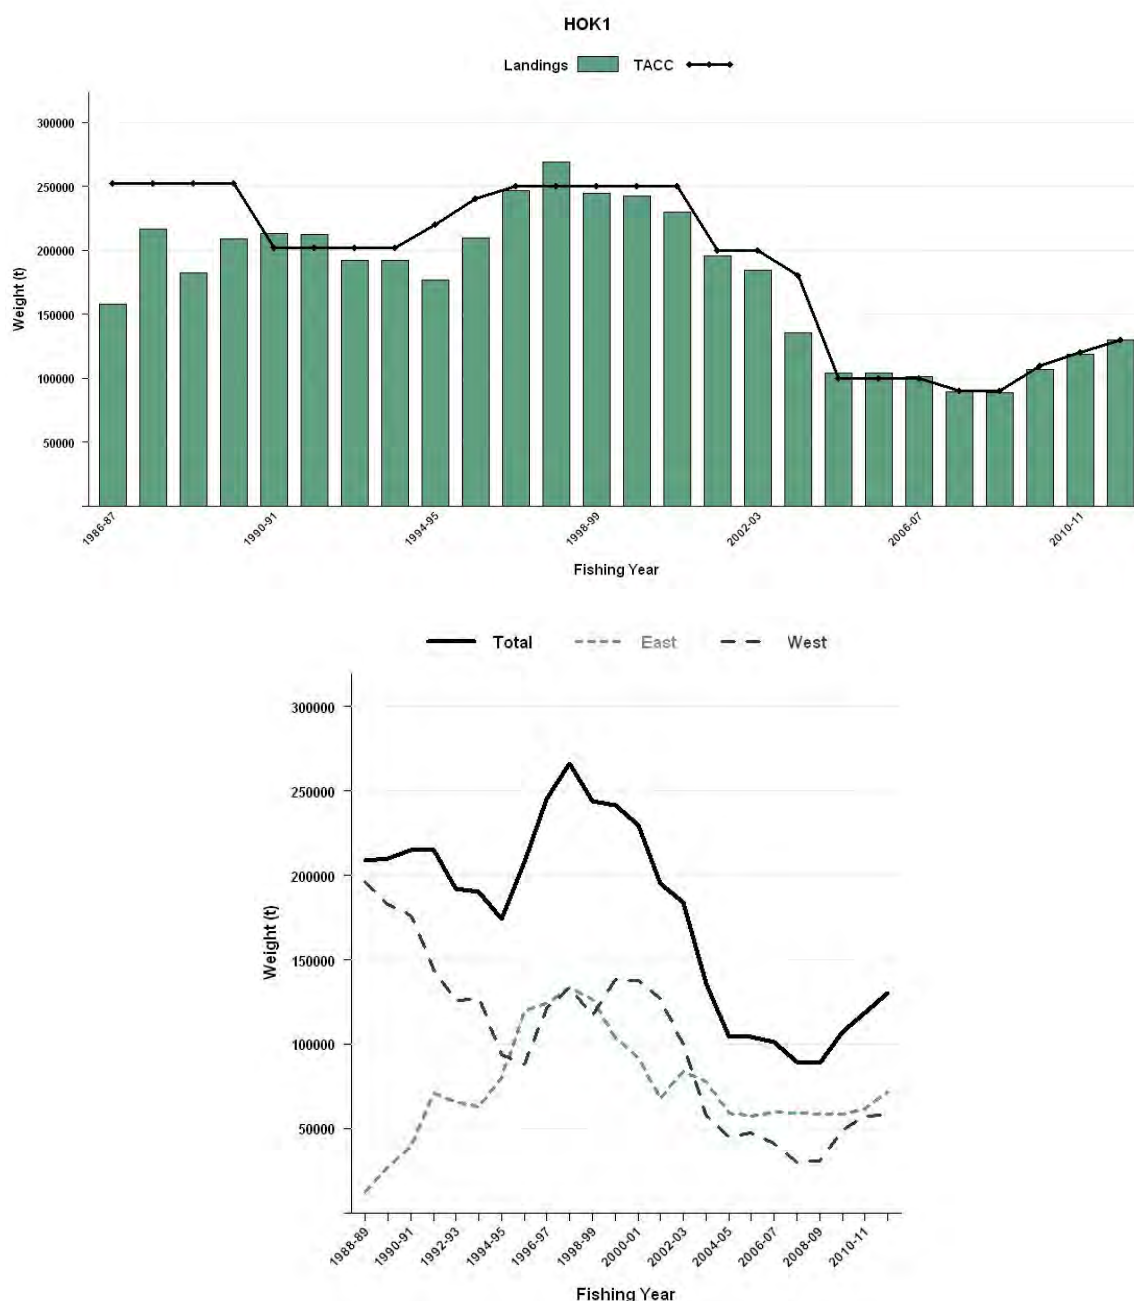 HOK1
Landings TACC
300000
250000
200000
150000
100000
50000
Weight (t)
1986-87 1990-91 1994-95 1998-99 2002-03 2006-07 2010-11
Fishing Year
Total East West
300000
250000
200000
150000
100000
50000
Weight (t)
1988-89 1990-91 1992-93 1994-95 1996-97 1998-99 2000-01 2002-03 2004-05 2006-07 2008-09 2010-11
Fishing Year